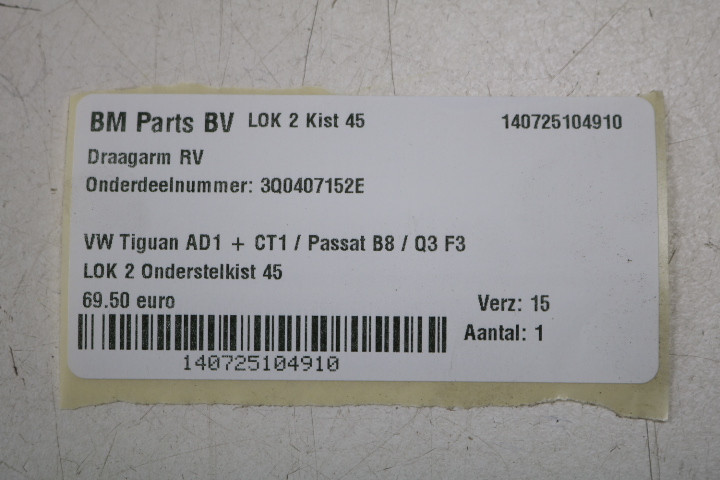 BM Parts BV LOK 2 Kist 45 140725104910
Draagarm RV
Onderdeelnummer: 3Q0407152E
VW Tiguan AD1 + CT1 / Passat B8 / Q3 F3
LOK 2 Onderstelkist 45
69.50 euro Verz: 15
Aantal: 1
140725104910